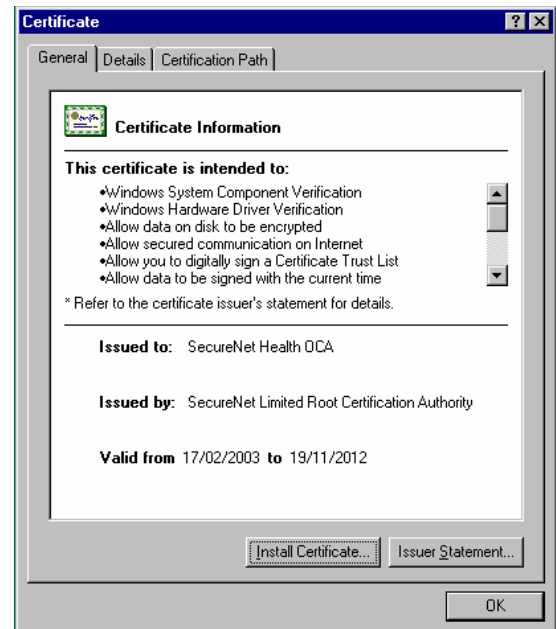 Certificate
General
Details
Certification Path
Certificate Information
This certificate is intended to:
•Windows System Component Verification
•Windows Hardware Driver Verification
•Allow data on disk to be encrypted
•Allow secured communication on Internet
•Allow you to digitally sign a Certificate Trust List
•Allow data to be signed with the current time
* Refer to the certificate issuer's statement for details.
Issued to: SecureNet Health OCA
Issued by: SecureNet Limited Root Certification Authority
Valid from 17/02/2003 to 19/11/2012
Install Certificate... Issuer Statement...
OK